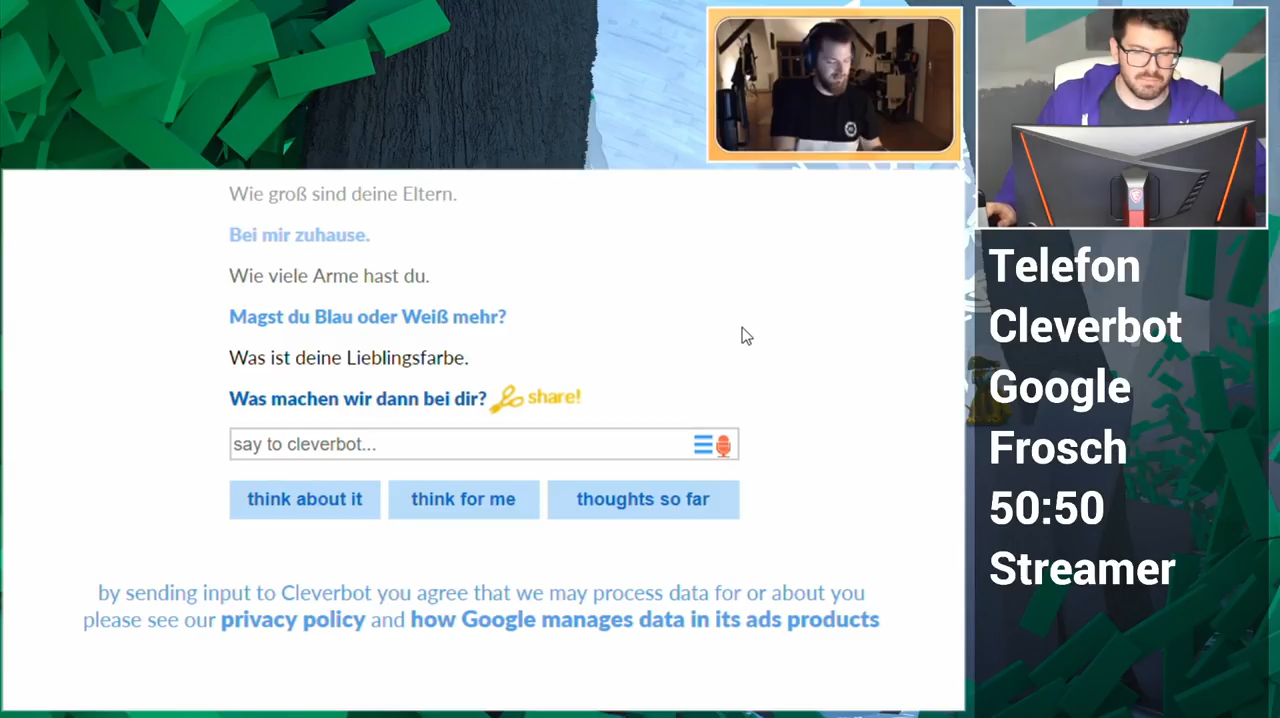 Wie groß sind deine Eltern.
Bei mir zuhause.
Wie viele Arme hast du.
Magst du Blau oder Weiß mehr?
Was ist deine Lieblingsfarbe.
Was machen wir dann bei dir? share!
say to cleverbot...
think about it think for me thoughts so far
by sending input to Cleverbot you agree that we may process data for or about you
please see our privacy policy and how Google manages data in its ads products
Telefon
Cleverbot
Google
Frosch
50:50
Streamer